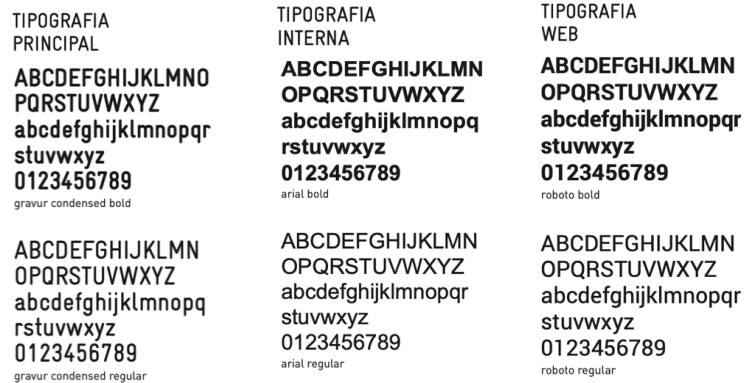 TIPOGRAFIA
PRINCIPAL
ABCDEFGHIJKLMNO
PQRSTUVWXYZ
abcdefghijklmnopqr
stuvwxyz
0123456789
gravur condensed bold
ABCDEFGHIJKLMN
OPQRSTUVWXYZ
abcdefghijklmnopq
rstuvwxyz
0123456789
gravur condensed regular
TIPOGRAFIA
INTERNA
ABCDEFGHIJKLMN
OPQRSTUVWXYZ
abcdefghijklmnopq
rstuvwxyz
0123456789
arial bold
ABCDEFGHIJKLMN
OPQRSTUVWXYZ
abcdefghijklmnopqr
stuvwxyz
0123456789
arial regular
TIPOGRAFIA
WEB
ABCDEFGHIJKLMN
OPQRSTUVWXYZ
abcdefghijklmnopqr
stuvwxyz
0123456789
roboto bold
ABCDEFGHIJKLMN
OPQRSTUVWXYZ
abcdefghijklmnopqr
stuvwxyz
0123456789
roboto regular